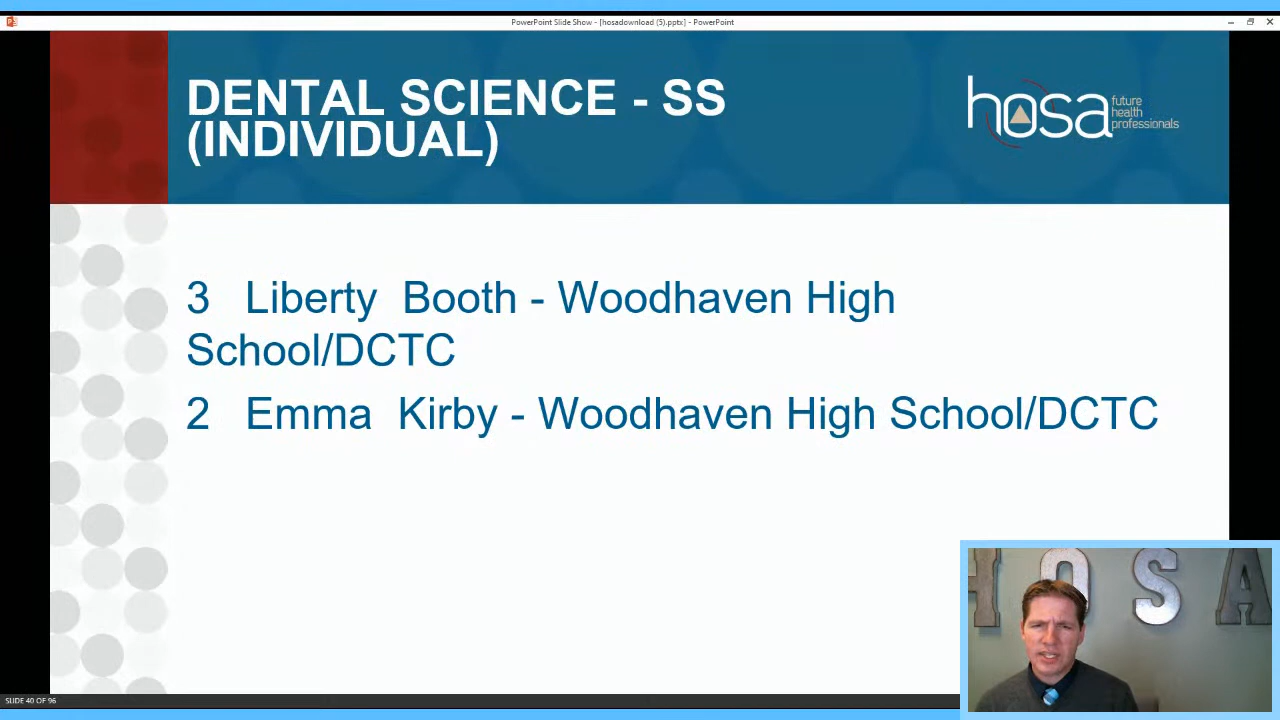 PowerPoint Slide Show - [hosadownload (5).pptx] - PowerPoint
DENTAL SCIENCE - SS
(INDIVIDUAL)
hosa
future
health
professionals
3 Liberty Booth - Woodhaven High
School/DCTC
2 Emma Kirby - Woodhaven High School/DCTC
HOSA
SLIDE 40 OF 96